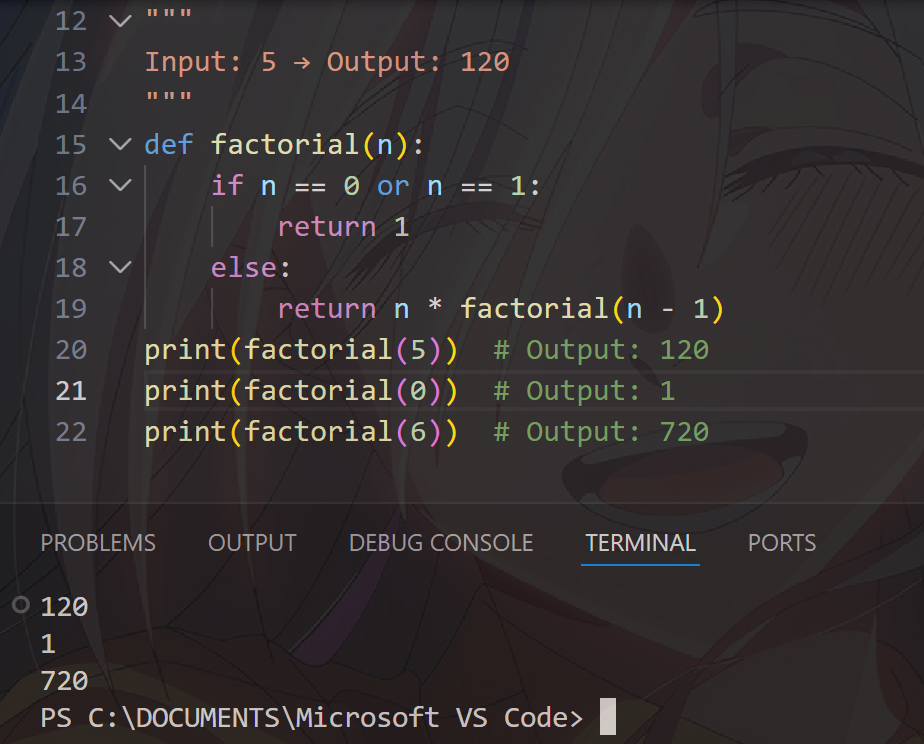 12 """
13 Input: 5 → Output: 120
14 """
15 def factorial(n):
16     if n == 0 or n == 1:
17         return 1
18     else:
19         return n * factorial(n - 1)
20 print(factorial(5))  # Output: 120
21 print(factorial(0))  # Output: 1
22 print(factorial(6))  # Output: 720
PROBLEMS OUTPUT DEBUG CONSOLE TERMINAL PORTS
120
1
720
PS C:\DOCUMENTS\Microsoft VS Code>